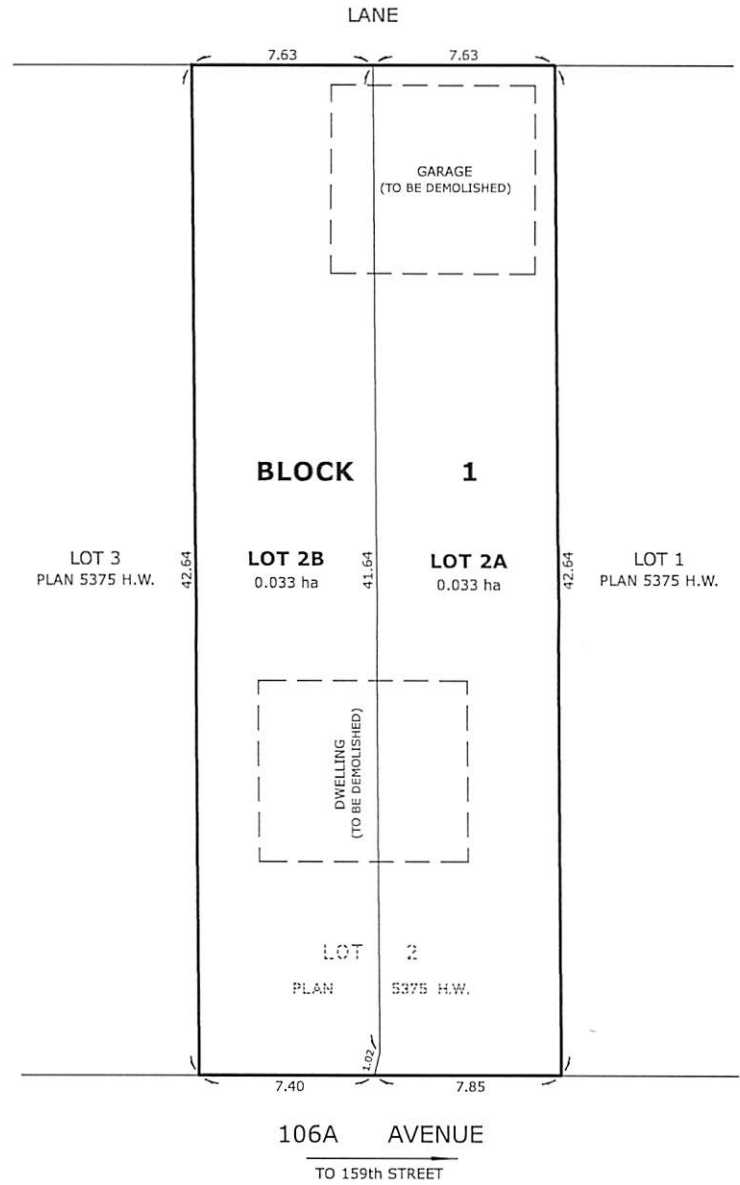 LANE
7.63 7.63
GARAGE
(TO BE DEMOLISHED)
BLOCK 1
LOT 3
PLAN 5375 H.W.
42.64
LOT 2B
0.033 ha
41.64
LOT 2A
0.033 ha
42.64
LOT 1
PLAN 5375 H.W.
DWELLING
(TO BE DEMOLISHED)
LOT 2
PLAN 5375 H.W.
1.02
7.40 7.85
106A AVENUE
TO 159th STREET